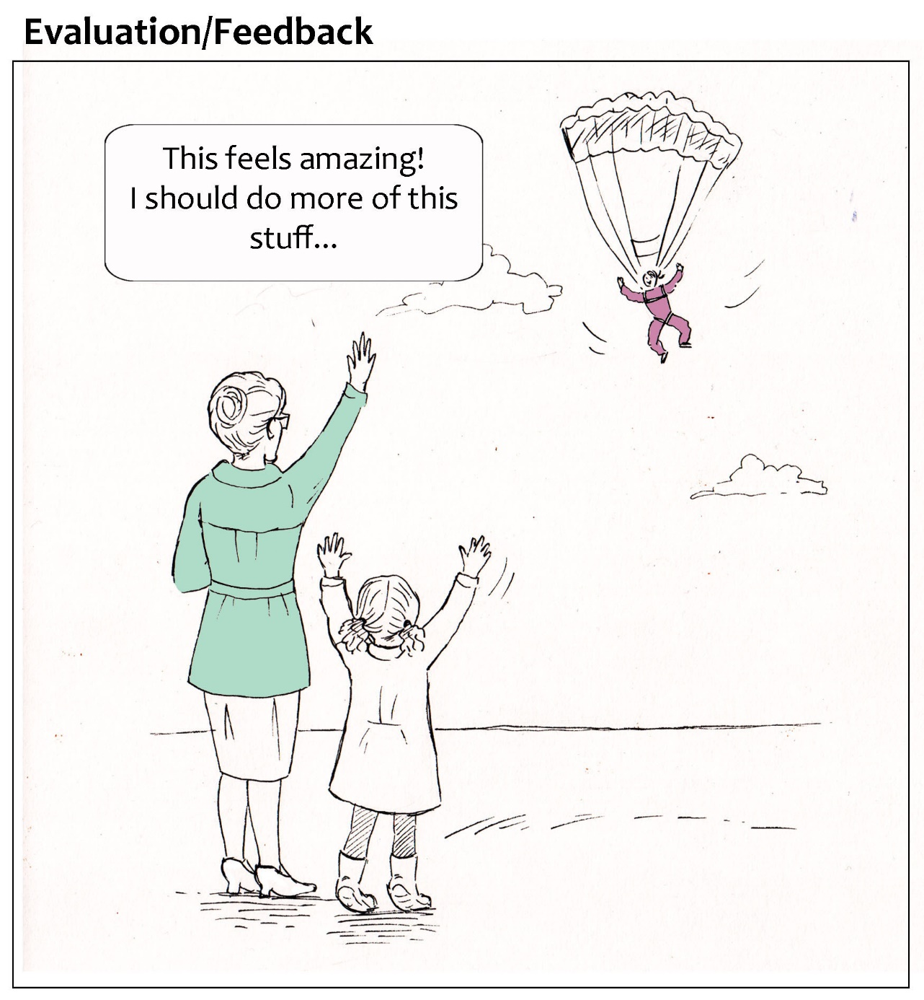 Evaluation/Feedback
This feels amazing!
I should do more of this
stuff...